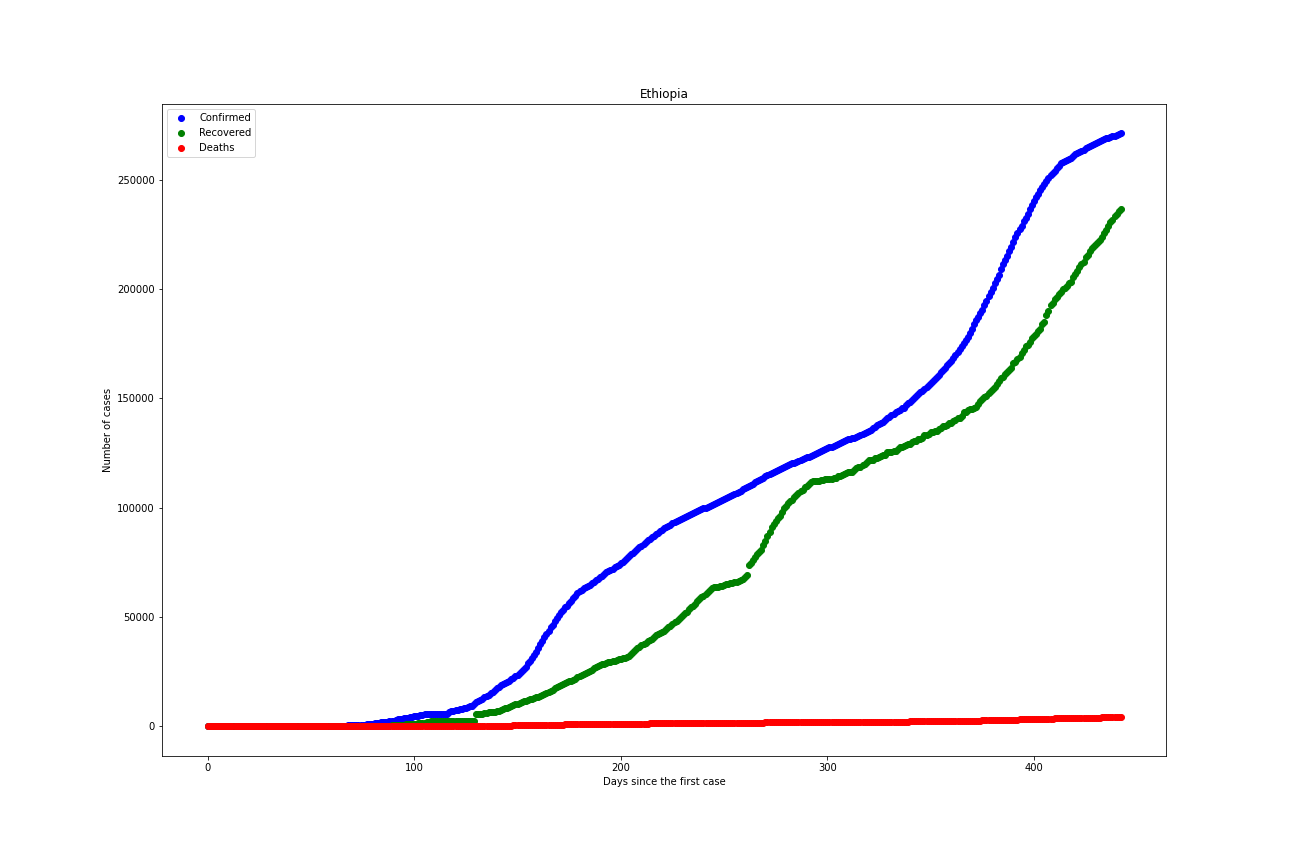 Ethiopia
Confirmed
Recovered
Deaths
Number of cases
250000
200000
150000
100000
50000
0
0 100 200 300 400
Days since the first case